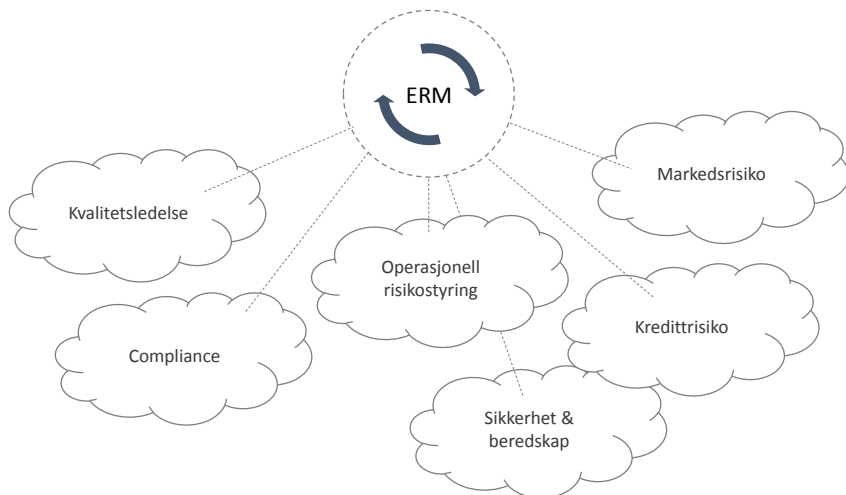 ERM
Markedsrisiko
Kvalitetsledelse
Operasjonell
risikostyring
Kredittrisiko
Compliance
Sikkerhet &
beredskap